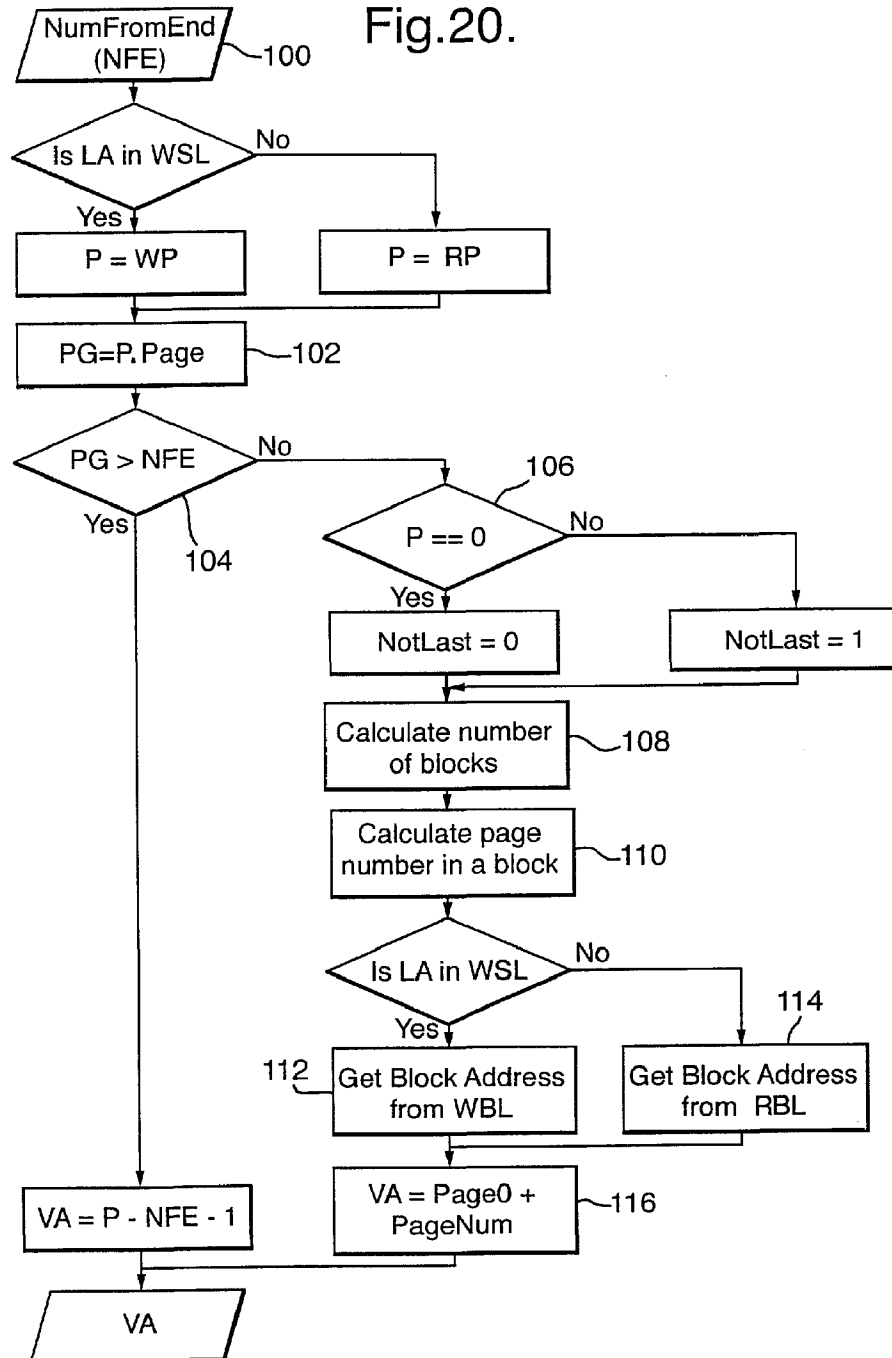 Fig.20.
NumFromEnd
(NFE)
100
Is LA in WSL
No
Yes
P = WP
P = RP
PG=P.Page
102
PG > NFE
No
Yes
104
106
P == 0
No
Yes
NotLast = 0
NotLast = 1
Calculate number
of blocks
108
Calculate page
number in a block
110
Is LA in WSL
No
Yes
114
112
Get Block Address
from WBL
Get Block Address
from RBL
VA = P - NFE - 1
VA = Page0 +
PageNum
116
VA